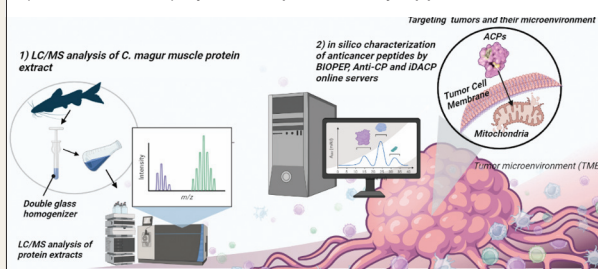 Targeting tumors and their microenvironment
1) LC/MS analysis of C. magur muscle protein
extract
2) in silico characterization
of anticancer peptides by
BIOPEP, Anti-CP and iDACP
online servers
ACPs
Tumor Cell
Membrane
Mitochondria
Intensity
m/z
Tumor microenvironment (TME
Double glass
homogenizer
LC/MS analysis of
protein extracts